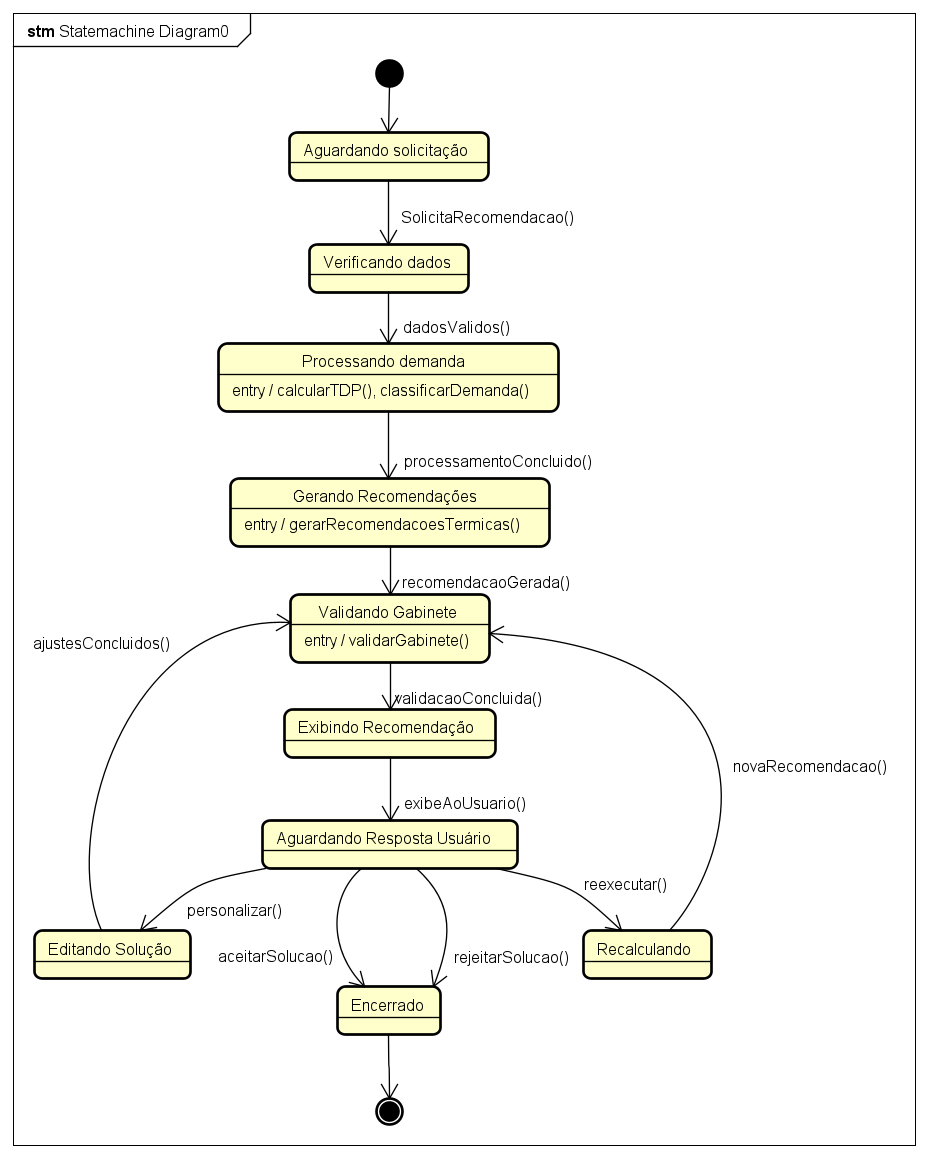 stm Statemachine Diagram0
Aguardando solicitação
SolicitaRecomendacao()
Verificando dados
dadosValidos()
Processando demanda
entry / calcularTDP(), classificarDemanda()
processamentoConcluido()
Gerando Recomendações
entry / gerarRecomendacoesTermicas()
recomendacaoGerada()
Validando Gabinete
entry / validarGabinete()
ajustesConcluidos()
validacaoConcluida()
Exibindo Recomendação
novaRecomendacao()
exibeAoUsuario()
Aguardando Resposta Usuário
reexecutar()
personalizar()
Editando Solução
aceitarSolucao()
rejeitarSolucao()
Recalculando
Encerrado